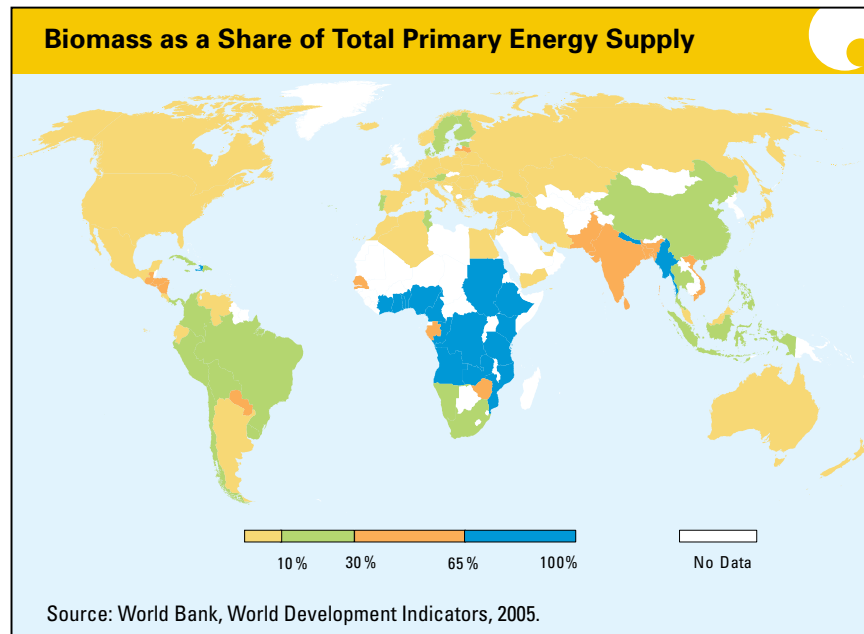 Biomass as a Share of Total Primary Energy Supply
10% 30% 65% 100% No Data
Source: World Bank, World Development Indicators, 2005.